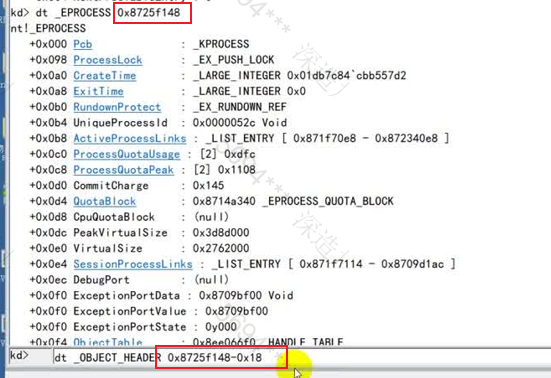 kd> dt _EPROCESS 0x8725f148
nt!_EPROCESS
+0x000 Pcb : _KPROCESS
+0x098 ProcessLock : _EX_PUSH_LOCK
+0x0a0 CreateTime : _LARGE_INTEGER 0x01db7c84`cbb557d2
+0x0a8 ExitTime : _LARGE_INTEGER 0x0
+0x0b0 RundownProtect : _EX_RUNDOWN_REF
+0x0b4 UniqueProcessId : 0x0000052c Void
+0x0b8 ActiveProcessLinks : _LIST_ENTRY [ 0x871f70e8 - 0x872340e8 ]
+0x0c0 ProcessQuotaUsage : [2] 0xdfc
+0x0c8 ProcessQuotaPeak : [2] 0x1108
+0x0d0 CommitCharge : 0x145
+0x0d4 QuotaBlock : 0x8714a340 _EPROCESS_QUOTA_BLOCK
+0x0d8 CpuQuotaBlock : (null)
+0x0dc PeakVirtualSize : 0x3d8d000
+0x0e0 VirtualSize : 0x2762000
+0x0e4 SessionProcessLinks : _LIST_ENTRY [ 0x871f7114 - 0x8709d1ac ]
+0x0ec DebugPort : (null)
+0x0f0 ExceptionPortData : 0x8709bf00 Void
+0x0f0 ExceptionPortValue : 0x8709bf00
+0x0f0 ExceptionPortState : 0y000
+0x0f4 ObjectTable : 0x8ee066f0 _HANDLE_TABLE
kd> dt _OBJECT_HEADER 0x8725f148-0x18